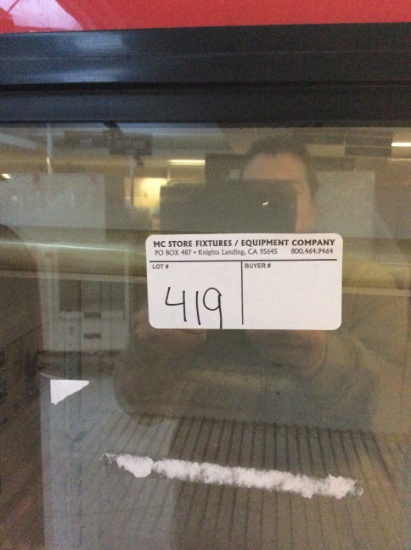 MC STORE FIXTURES / EQUIPMENT COMPANY
PO BOX 487 • Knights Landing, CA 95645 800.464.9464
LOT # BUYER #
419